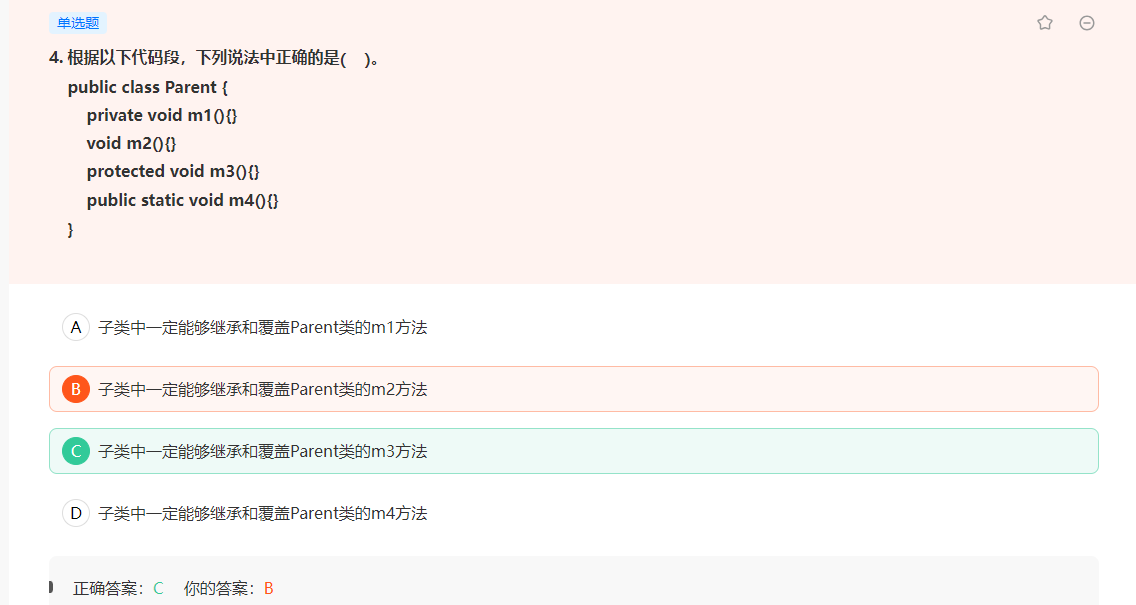 单选题
4. 根据以下代码段，下列说法中正确的是(    )。
public class Parent {
private void m1(){}
void m2(){}
protected void m3(){}
public static void m4(){}
}
A 子类中一定能够继承和覆盖Parent类的m1方法
B 子类中一定能够继承和覆盖Parent类的m2方法
C 子类中一定能够继承和覆盖Parent类的m3方法
D 子类中一定能够继承和覆盖Parent类的m4方法
正确答案：C 你的答案：B